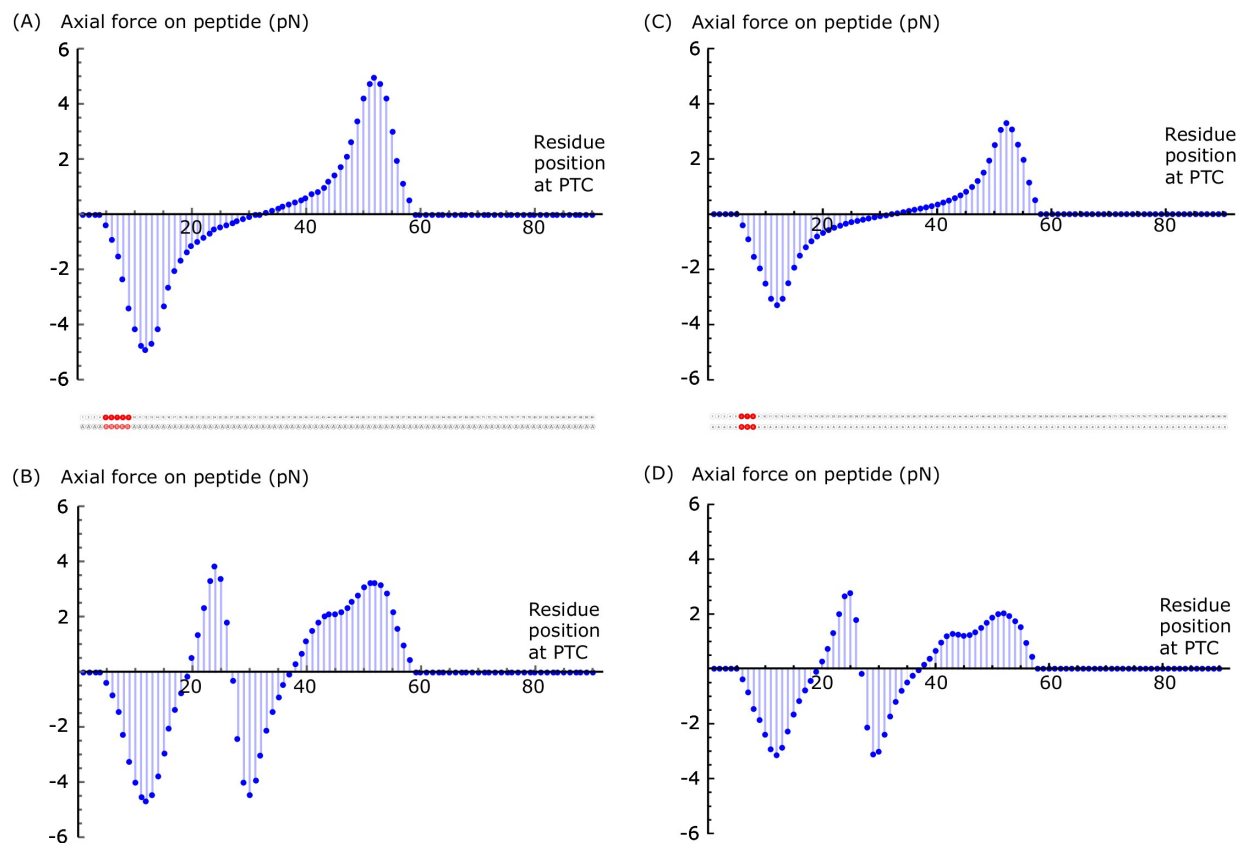 (A) Axial force on peptide (pN)
6
4
2
-2
-4
-6
20
40
60
80
Residue
position
at PTC
(C) Axial force on peptide (pN)
6
4
2
-2
-4
-6
20
40
60
80
Residue
position
at PTC
(B) Axial force on peptide (pN)
6
4
2
-2
-4
-6
20
40
60
80
Residue
position
at PTC
(D) Axial force on peptide (pN)
6
4
2
-2
-4
-6
20
40
60
80
Residue
position
at PTC